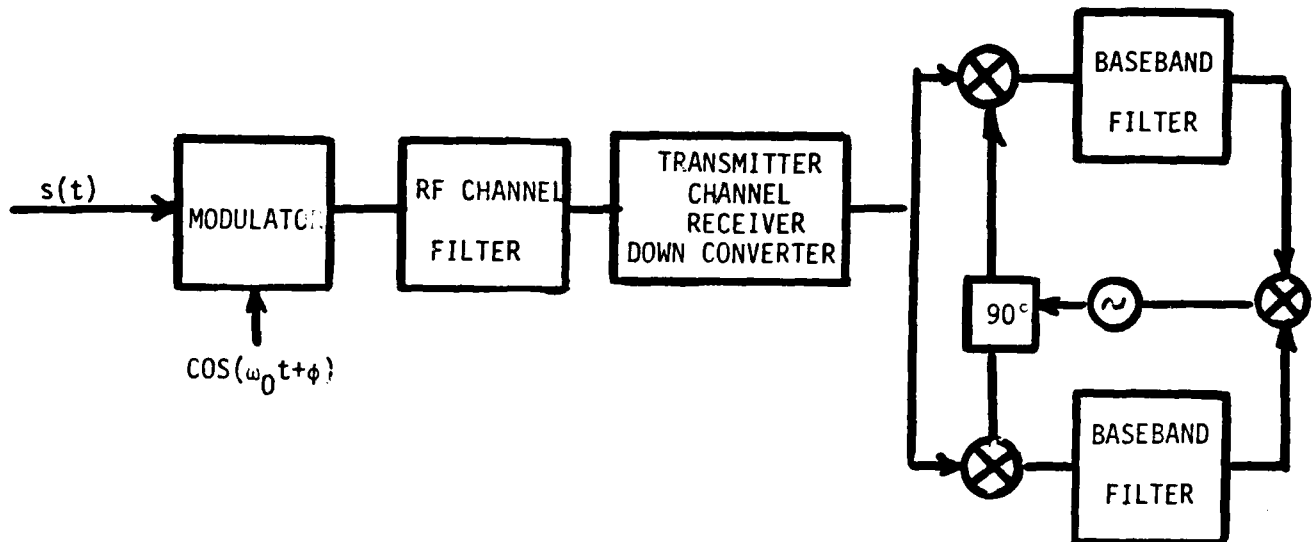 s(t)
MODULATOR
COS(ω₀t+φ)
RF CHANNEL
FILTER
TRANSMITTER
CHANNEL
RECEIVER
DOWN CONVERTER
BASEBAND
FILTER
90°
~
BASEBAND
FILTER